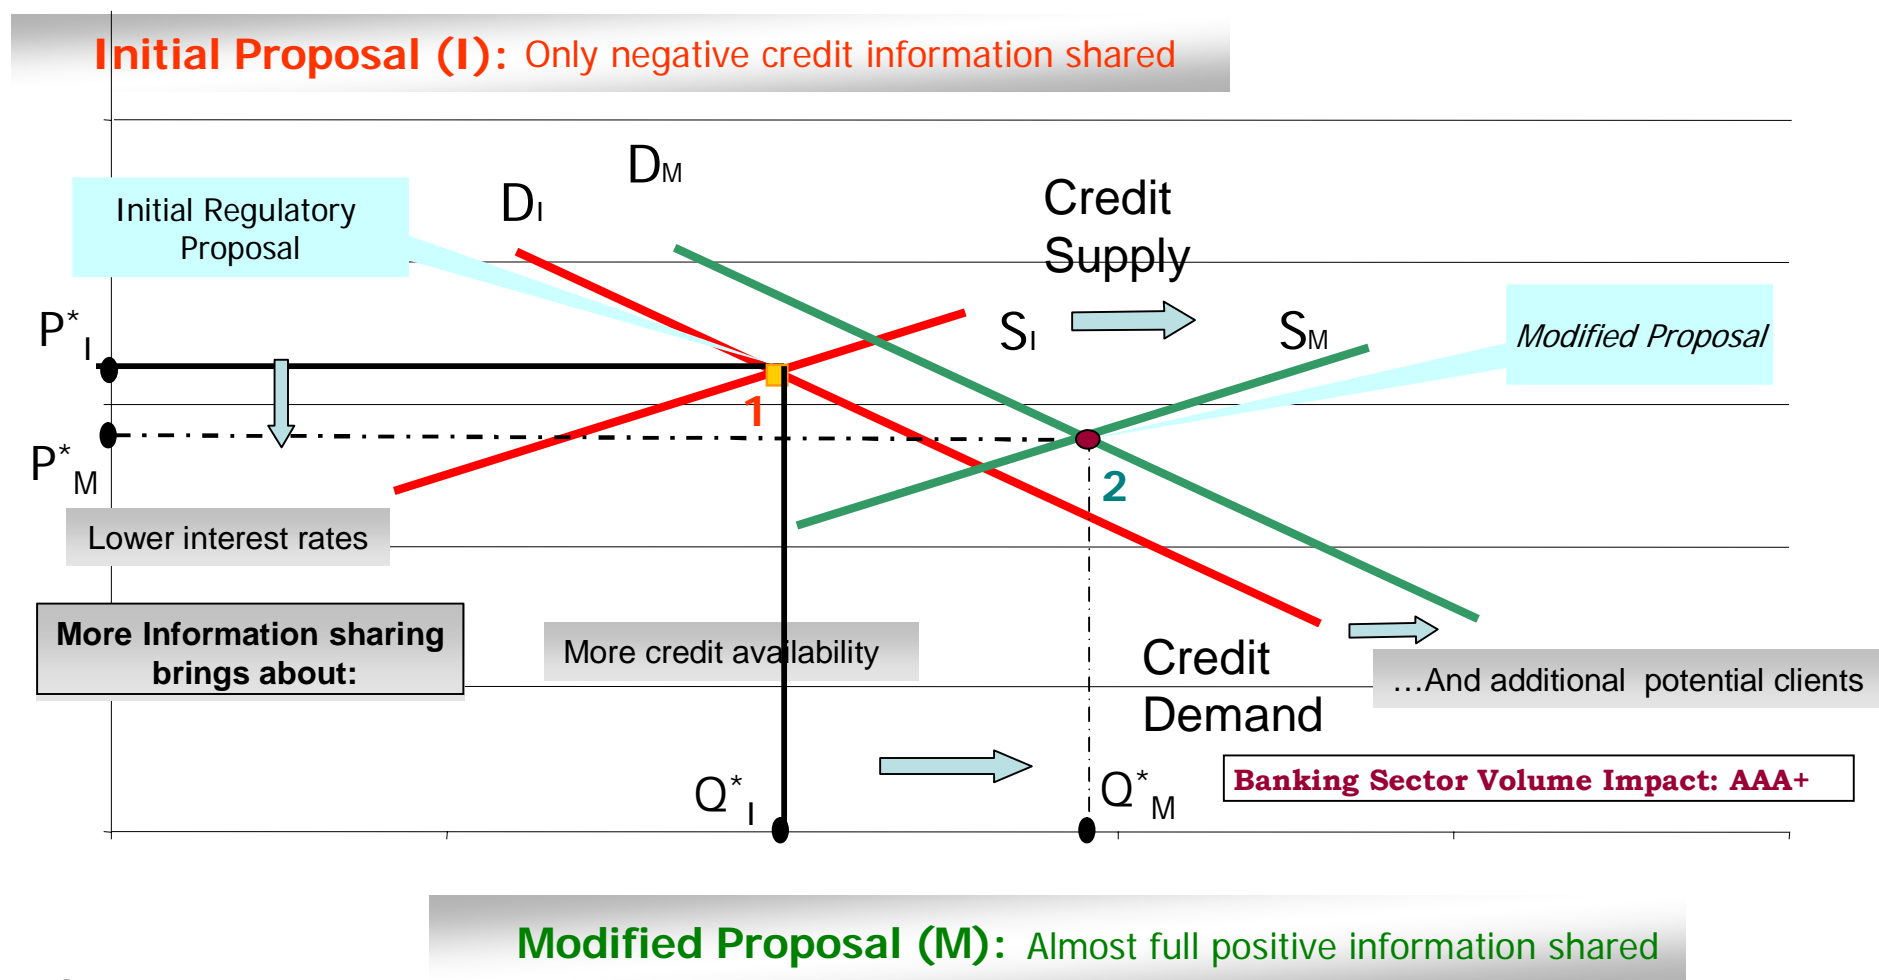 Initial Proposal (I): Only negative credit information shared
DI
DM
Credit
Supply
Initial Regulatory
Proposal
P*I
SI
SM
Modified Proposal
1
P*M
2
Lower interest rates
More Information sharing
brings about:
More credit availability
Credit
Demand
…And additional potential clients
Banking Sector Volume Impact: AAA+
Q*I
Q*M
Modified Proposal (M): Almost full positive information shared